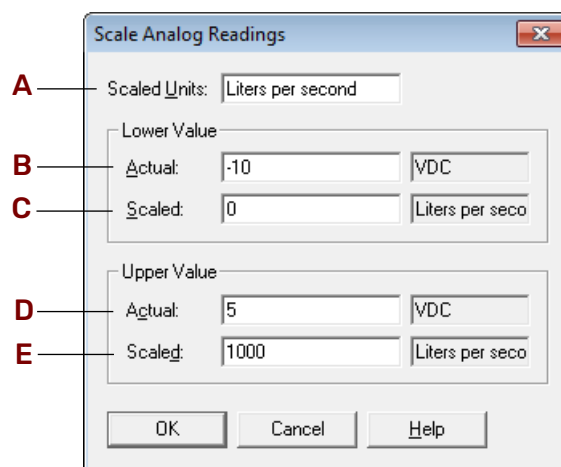 Scale Analog Readings
A Scaled Units: Liters per second
Lower Value
B Actual: -10 VDC
C Scaled: 0 Liters per seco
Upper Value
D Actual: 5 VDC
E Scaled: 1000 Liters per seco
OK Cancel Help